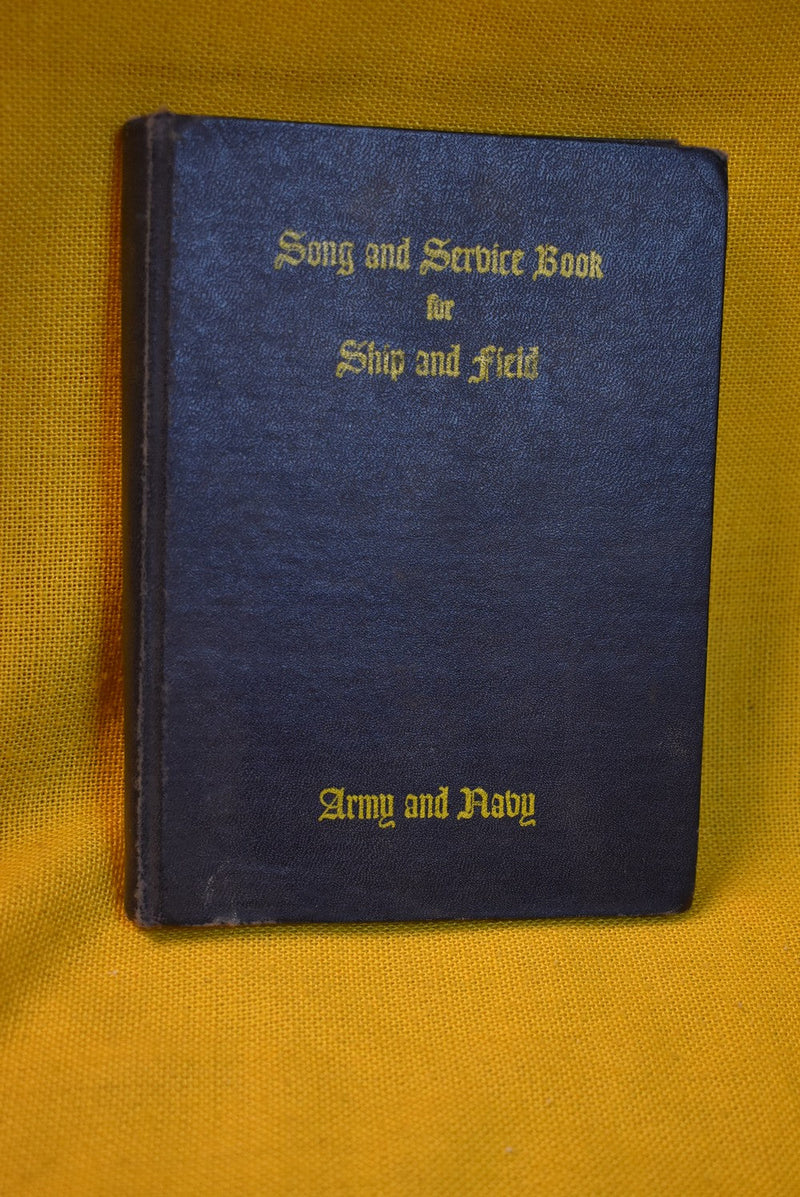 Song and Service Book
for
Ship and Field
Army and Navy